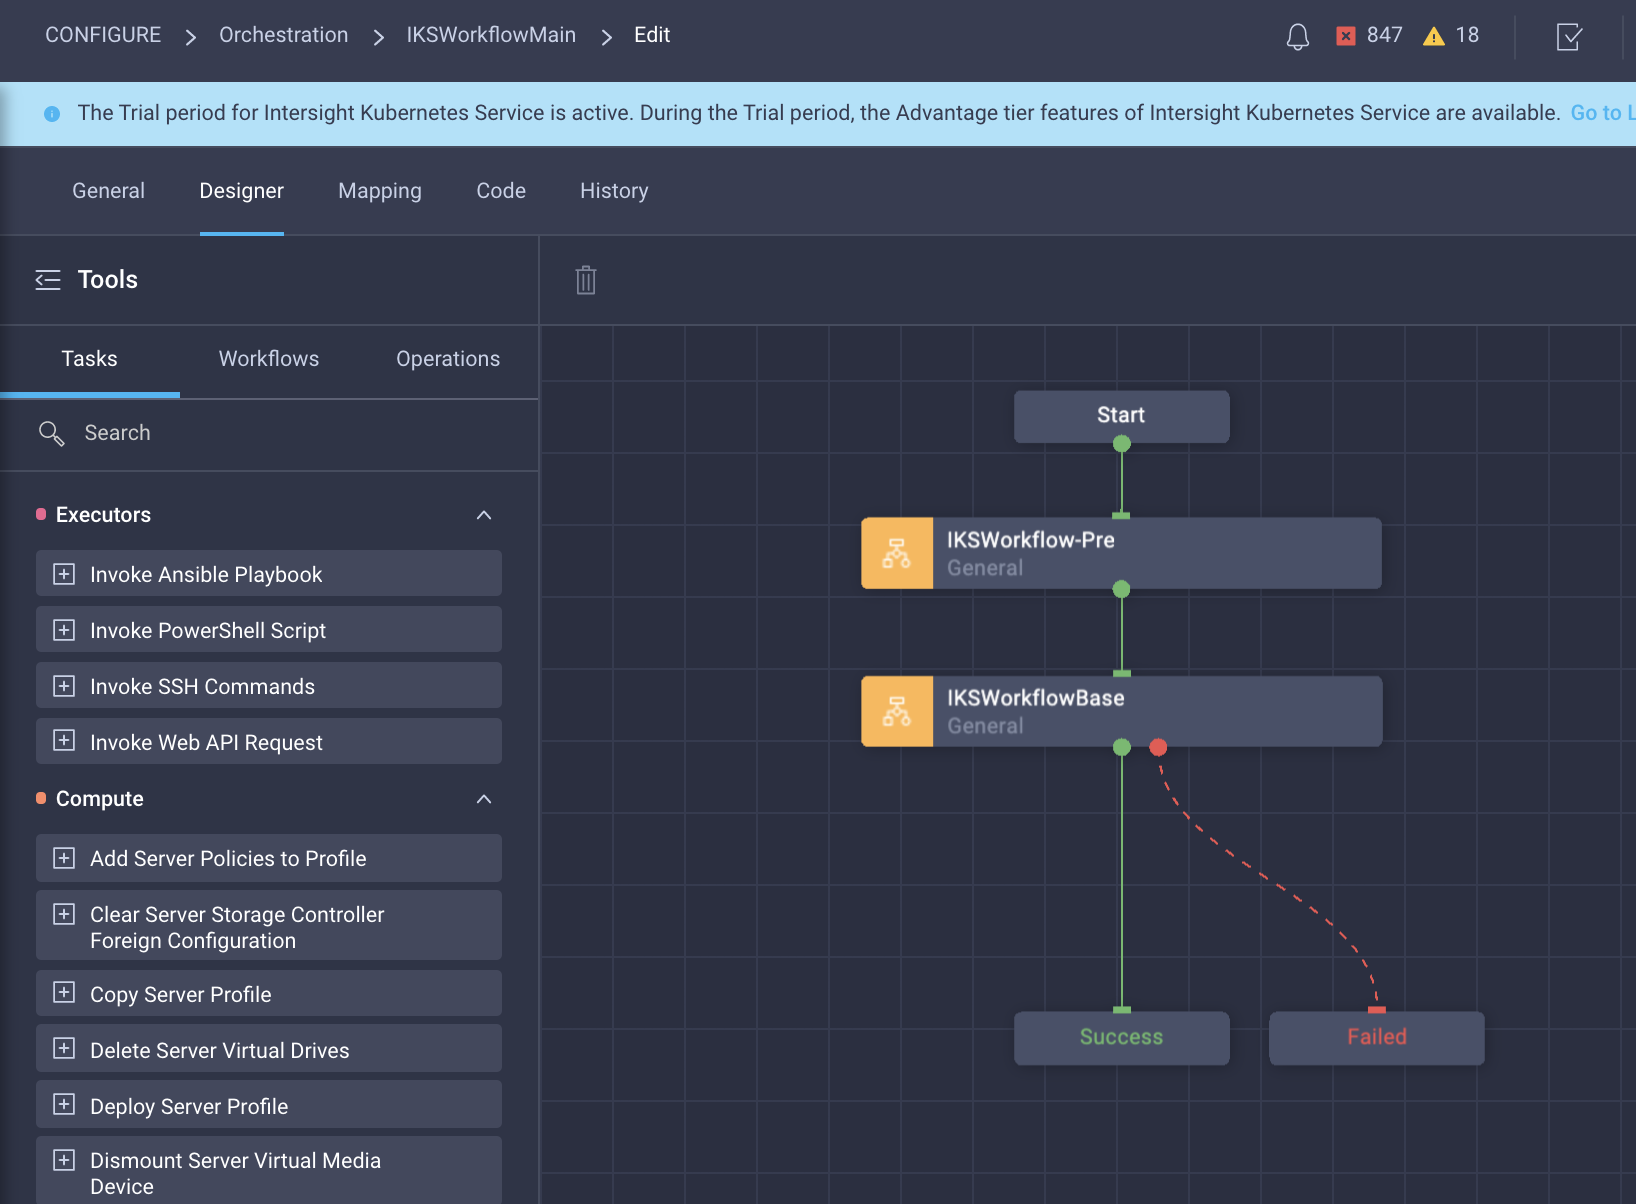 CONFIGURE > Orchestration > IKSWorkflowMain > Edit
847 18
The Trial period for Intersight Kubernetes Service is active. During the Trial period, the Advantage tier features of Intersight Kubernetes Service are available. Go to
General Designer Mapping Code History
Tools
Tasks Workflows Operations
Search
Executors
Invoke Ansible Playbook
Invoke PowerShell Script
Invoke SSH Commands
Invoke Web API Request
Compute
Add Server Policies to Profile
Clear Server Storage Controller
Foreign Configuration
Copy Server Profile
Delete Server Virtual Drives
Deploy Server Profile
Dismount Server Virtual Media
Device
Start
IKSWorkflow-Pre
General
IKSWorkflowBase
General
Success Failed